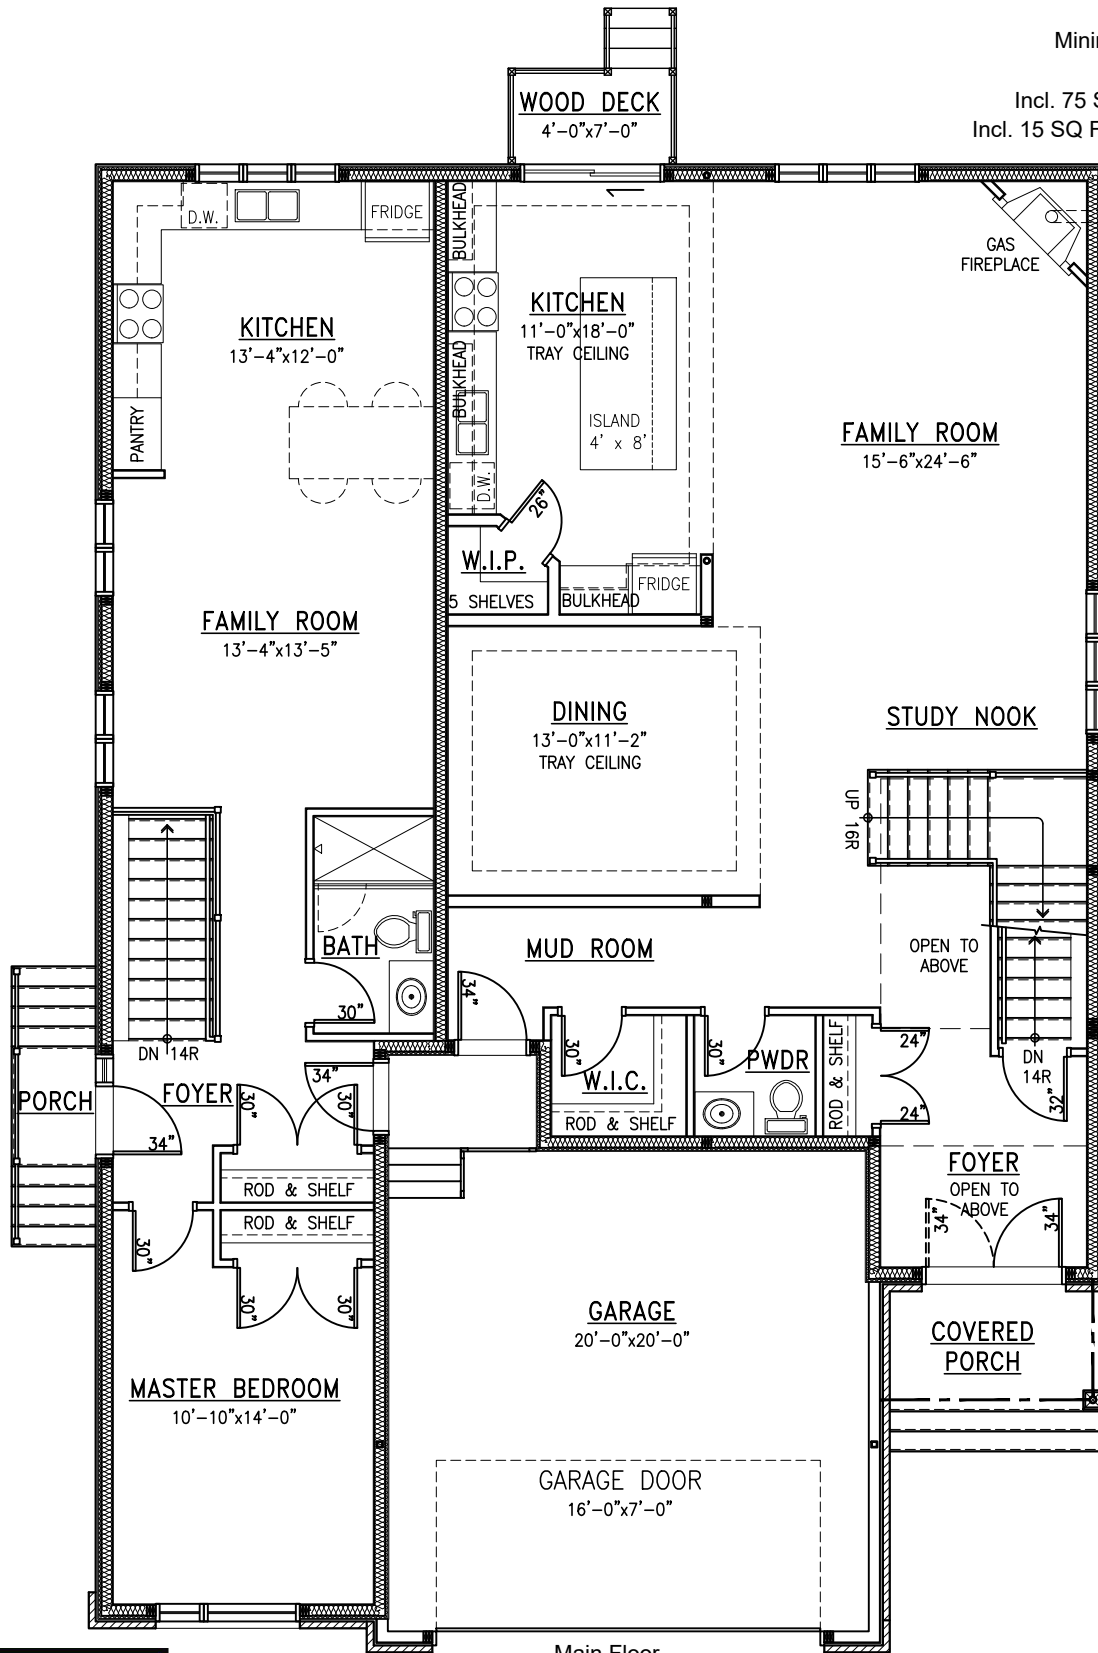 Minin
Incl. 75 S
Incl. 15 SQ F
WOOD DECK
4'-0"x7'-0"
D.W.
FRIDGE
BULKHEAD
GAS
FIREPLACE
KITCHEN
13'-4"x12'-0"
KITCHEN
11'-0"x18'-0"
TRAY CEILING
BULKHEAD
PANTRY
ISLAND
4' x 8'
FAMILY ROOM
15'-6"x24'-6"
D.W.
26"
W.I.P.
5 SHELVES
BULKHEAD
FRIDGE
FAMILY ROOM
13'-4"x13'-5"
DINING
13'-0"x11'-2"
TRAY CEILING
STUDY NOOK
UP 16R
BATH
30"
MUD ROOM
34"
OPEN TO
ABOVE
DN 14R
30"
W.I.C.
ROD & SHELF
30"
PWDR
ROD & SHELF
24"
24"
DN
14R
32"
PORCH
FOYER
34"
34"
30"
30"
ROD & SHELF
ROD & SHELF
30"
30"
30"
FOYER
OPEN TO
ABOVE
34"
34"
GARAGE
20'-0"x20'-0"
COVERED
PORCH
MASTER BEDROOM
10'-10"x14'-0"
GARAGE DOOR
16'-0"x7'-0"
Main Floor